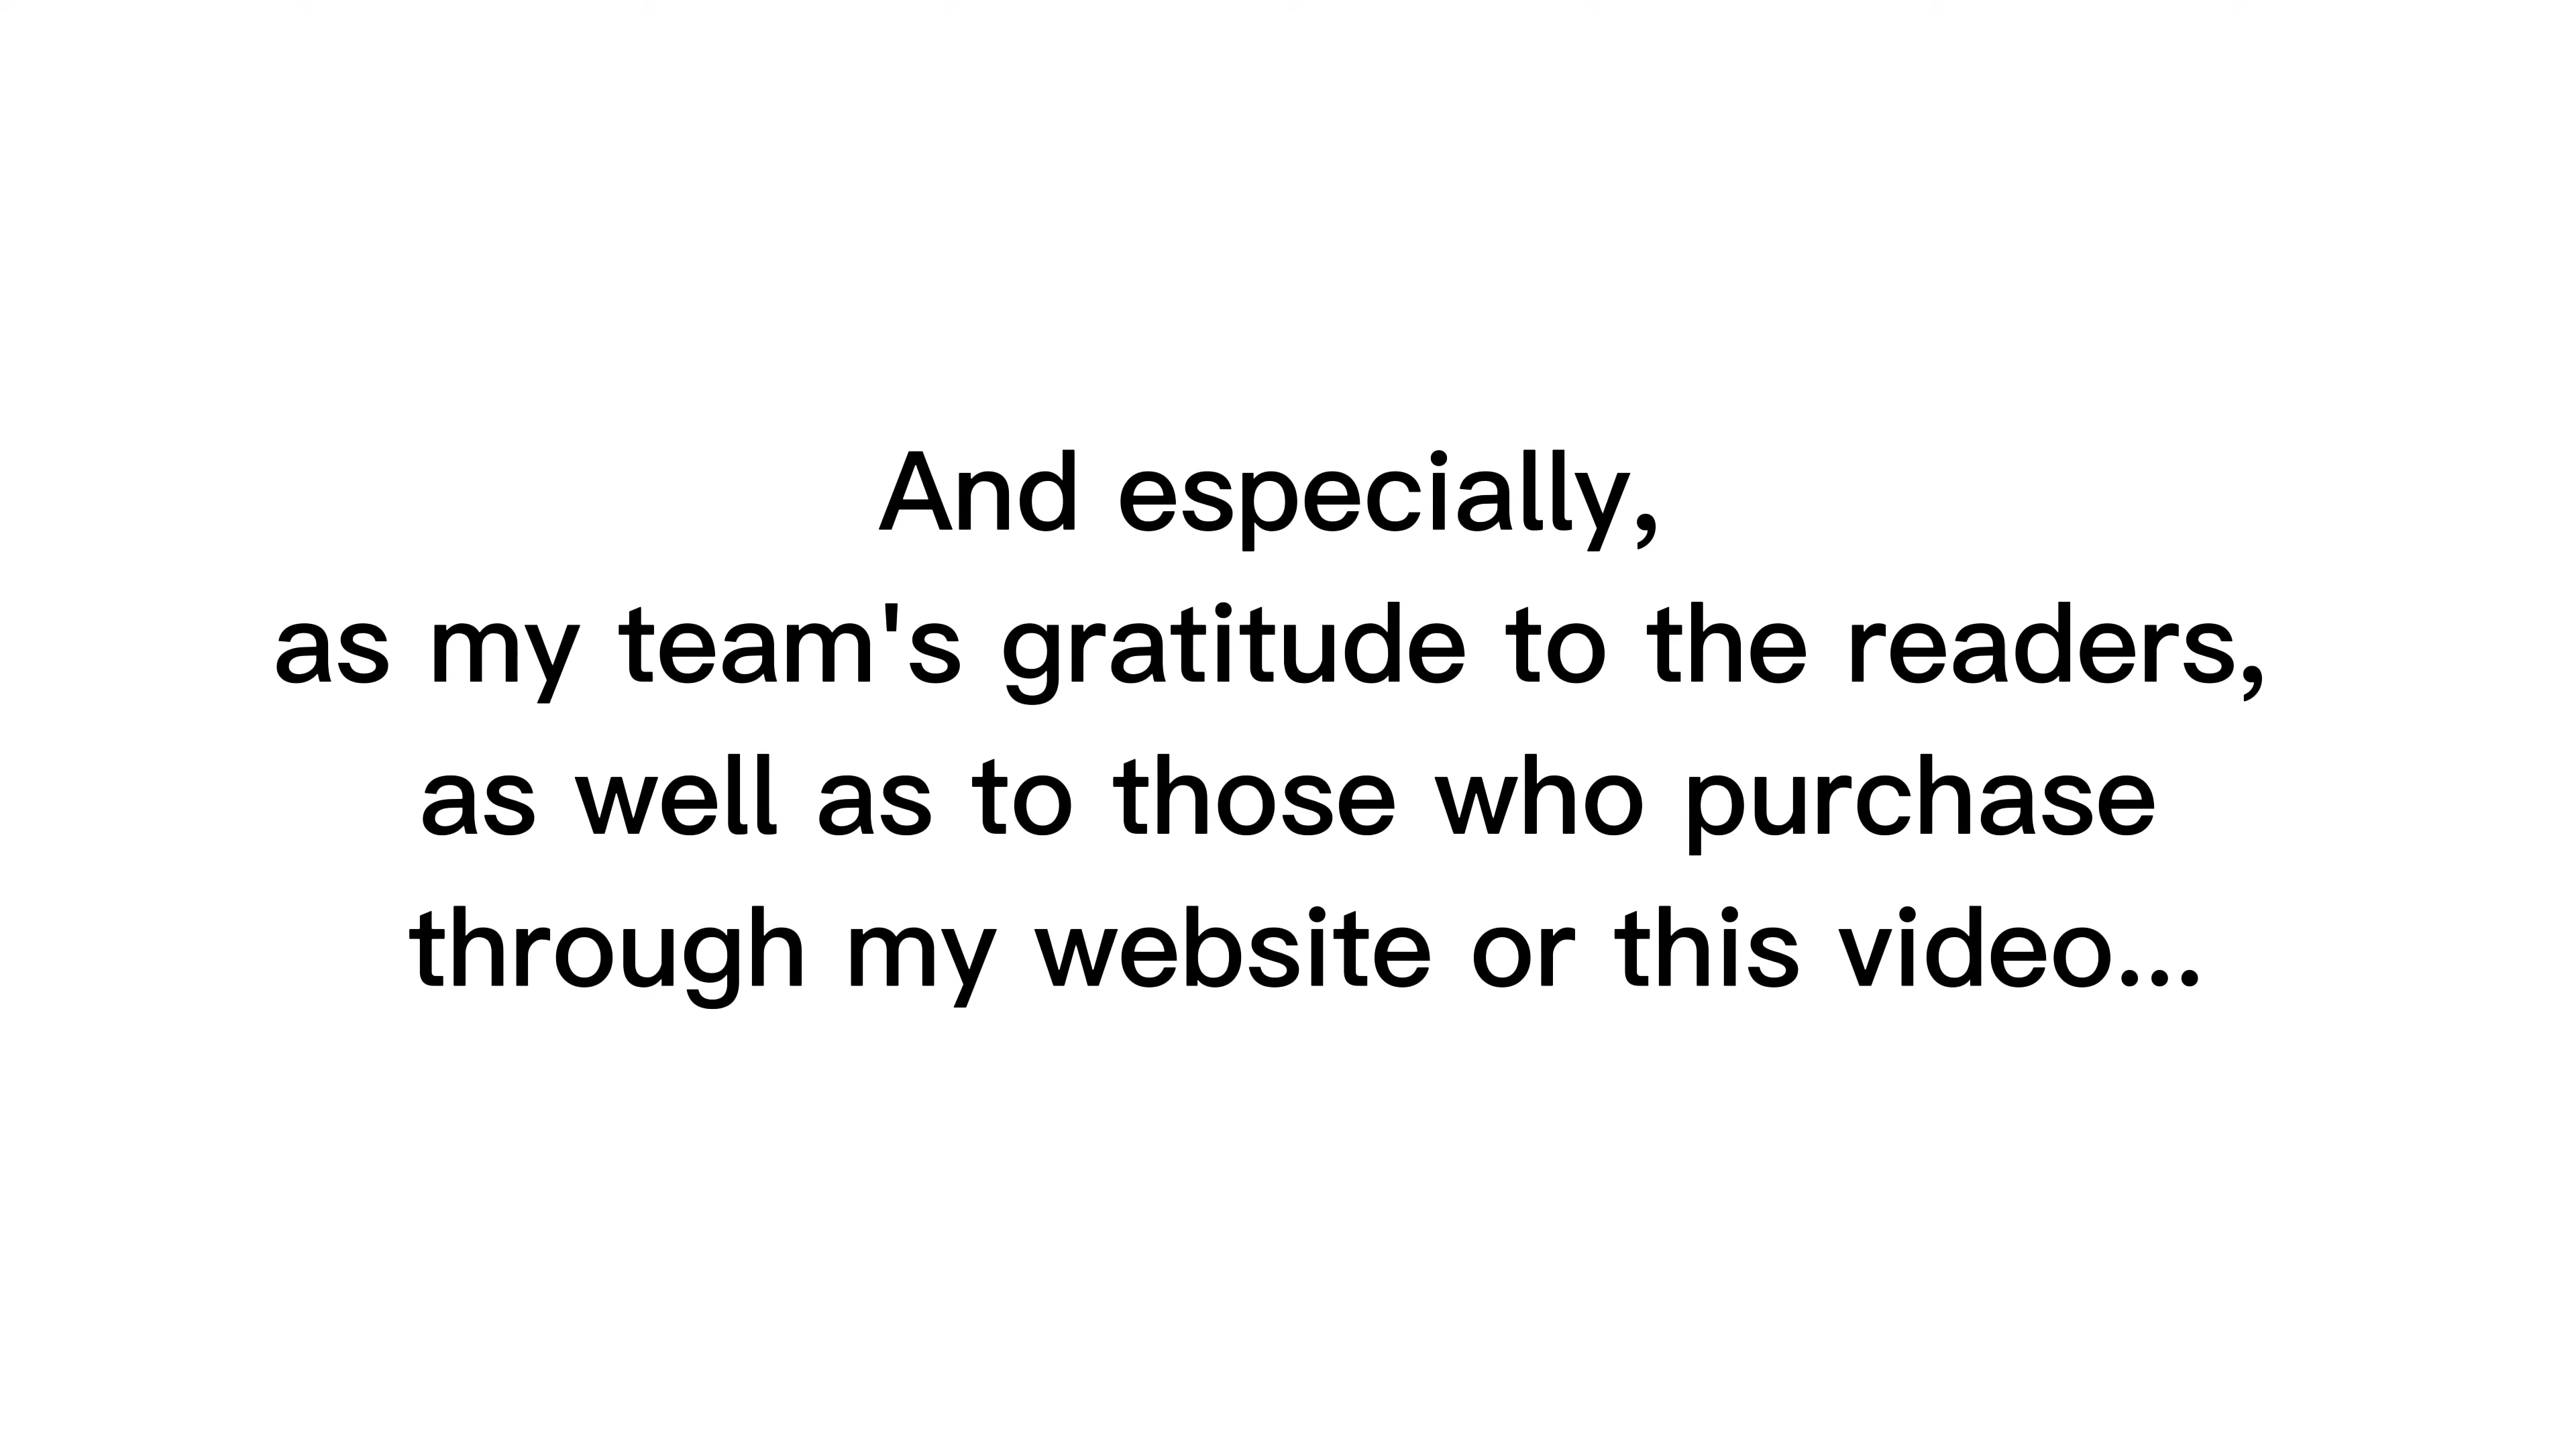 And especially,
as my team's gratitude to the readers,
as well as to those who purchase
through my website or this video...